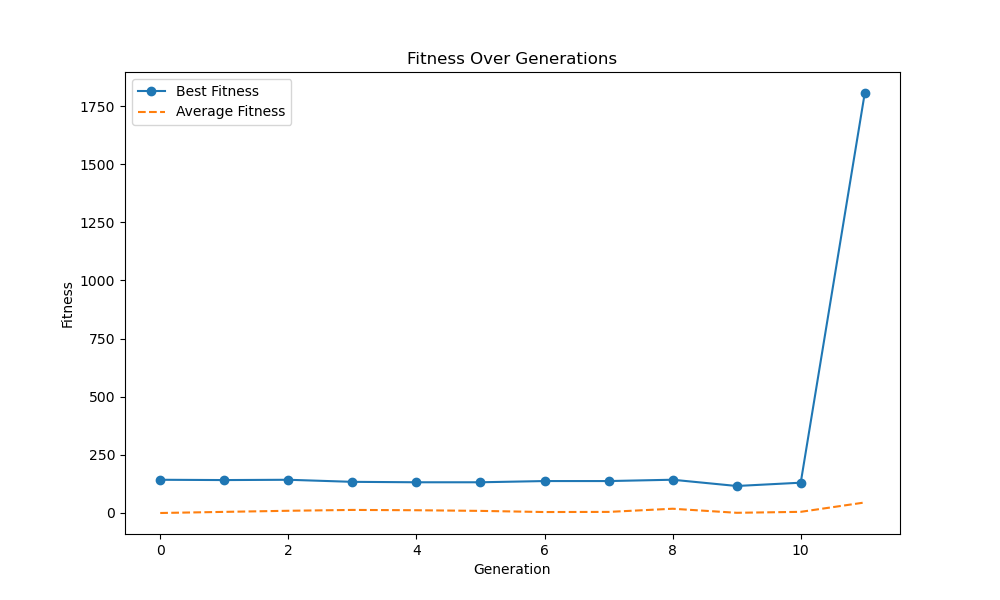 Fitness Over Generations
Best Fitness
Average Fitness
1750
1500
1250
1000
750
500
250
0
Fitness
0 2 4 6 8 10
Generation